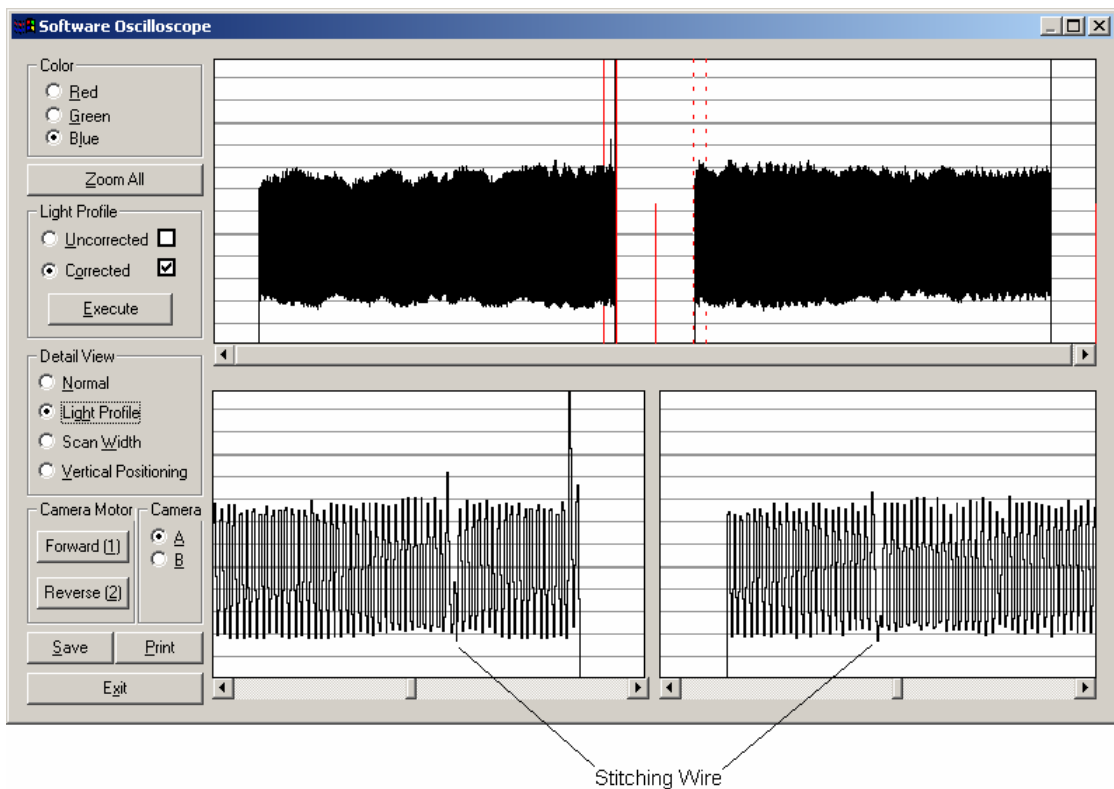 Software Oscilloscope
Color
Red
Green
Blue
Zoom All
Light Profile
Uncorrected
Corrected
Execute
Detail View
Normal
Light Profile
Scan Width
Vertical Positioning
Camera Motor
Forward (1)
Reverse (2)
Camera
A
B
Save
Print
Exit
Stitching Wire